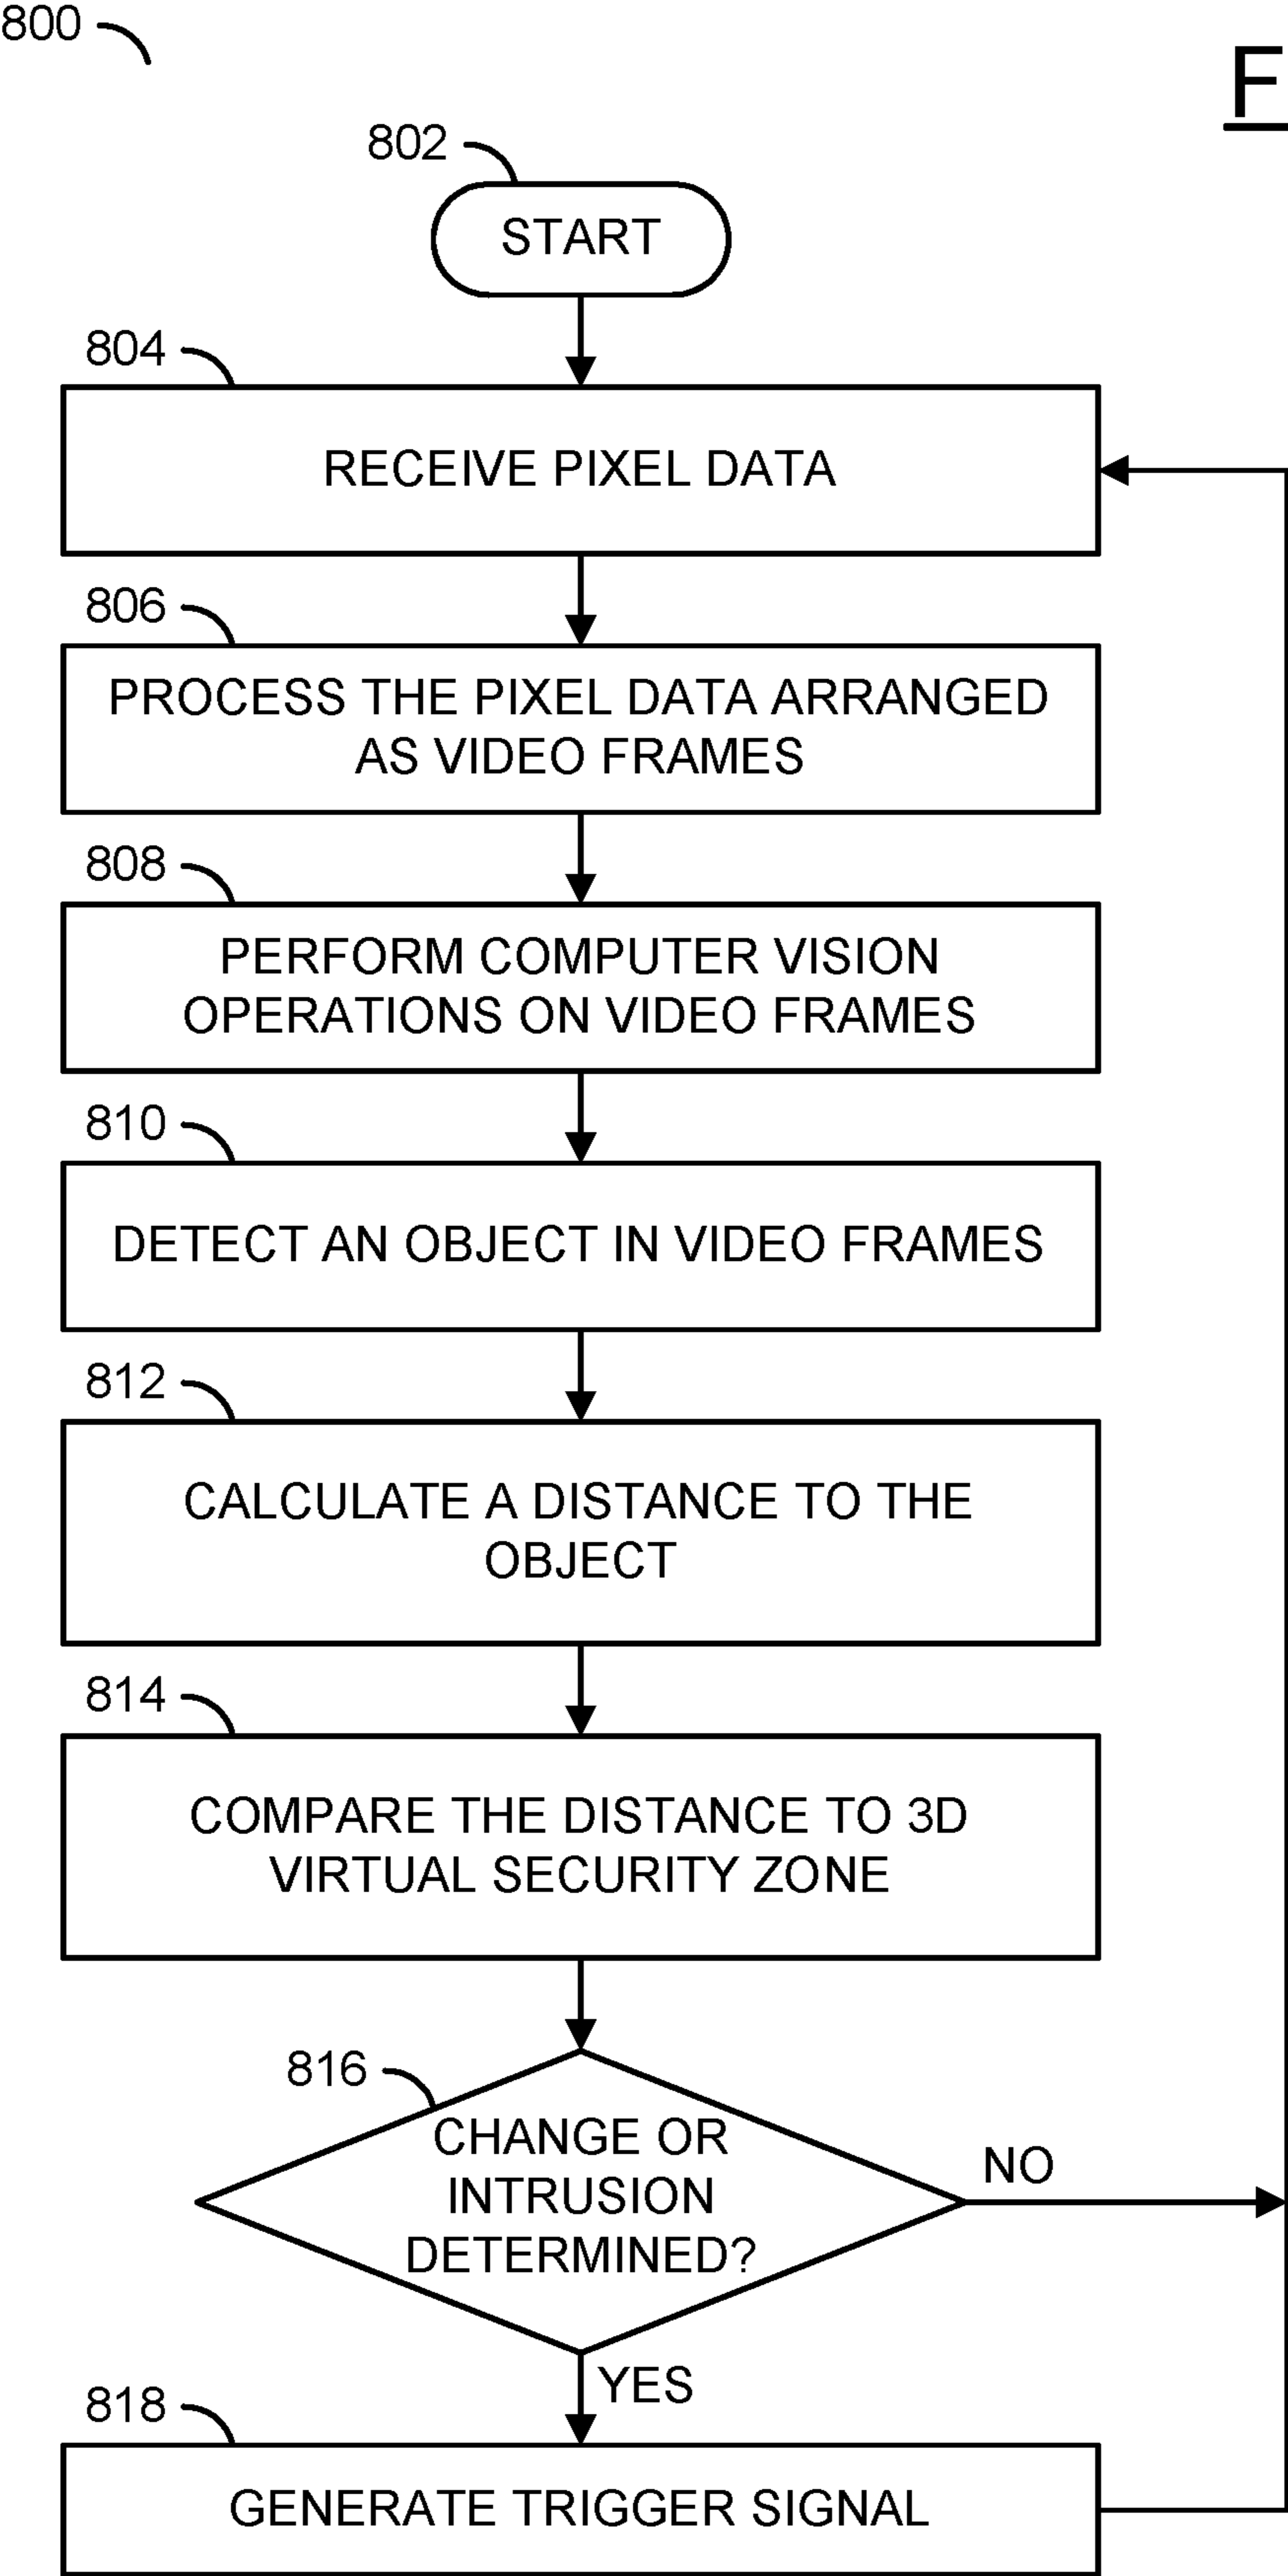 800
F
802
START
804
RECEIVE PIXEL DATA
806
PROCESS THE PIXEL DATA ARRANGED
AS VIDEO FRAMES
808
PERFORM COMPUTER VISION
OPERATIONS ON VIDEO FRAMES
810
DETECT AN OBJECT IN VIDEO FRAMES
812
CALCULATE A DISTANCE TO THE
OBJECT
814
COMPARE THE DISTANCE TO 3D
VIRTUAL SECURITY ZONE
816
CHANGE OR
INTRUSION
DETERMINED?
NO
YES
818
GENERATE TRIGGER SIGNAL